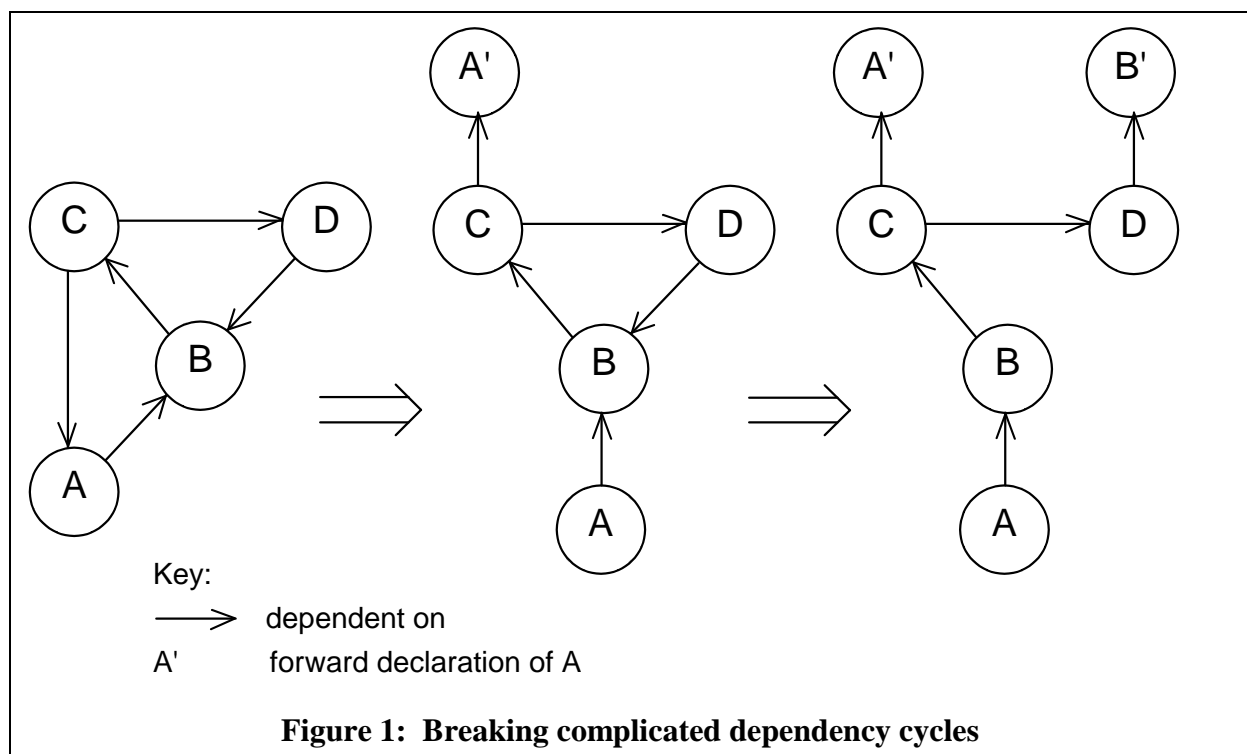 A'
A'
B'
C
D
C
D
C
D
B
B
B
A
A
A
Key:
dependent on
A' forward declaration of A
Figure 1: Breaking complicated dependency cycles